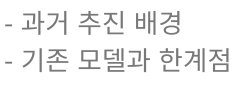 - 과거 추진 배경
- 기존 모델과 한계점